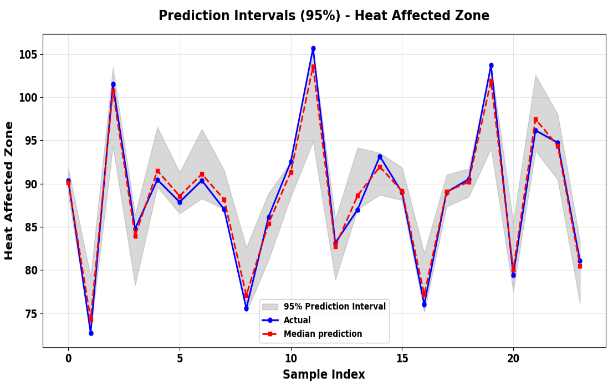 Prediction Intervals (95%) - Heat Affected Zone
Heat Affected Zone
105
100
95
90
85
80
75
0
5
10
15
20
Sample Index
95% Prediction Interval
Actual
Median prediction